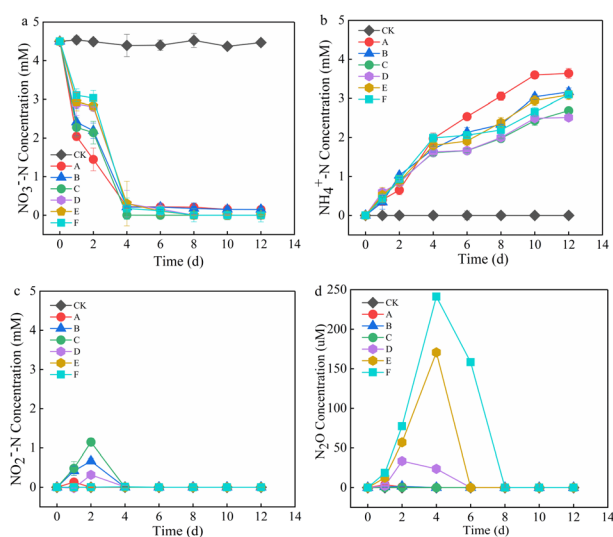 a
NO₃⁻-N Concentration (mM)
5
4
3
2
1
0
CK
A
B
C
D
E
F
0 2 4 6 8 10 12 14
Time (d)
b
NH₄⁺-N Concentration (mM)
5
4
3
2
1
0
CK
A
B
C
D
E
F
0 2 4 6 8 10 12 14
Time (d)
c
NO₂⁻-N Concentration (mM)
5
4
3
2
1
0
CK
A
B
C
D
E
F
0 2 4 6 8 10 12 14
Time (d)
d
N₂O Concentration (uM)
250
200
150
100
50
0
CK
A
B
C
D
E
F
0 2 4 6 8 10 12 14
Time (d)